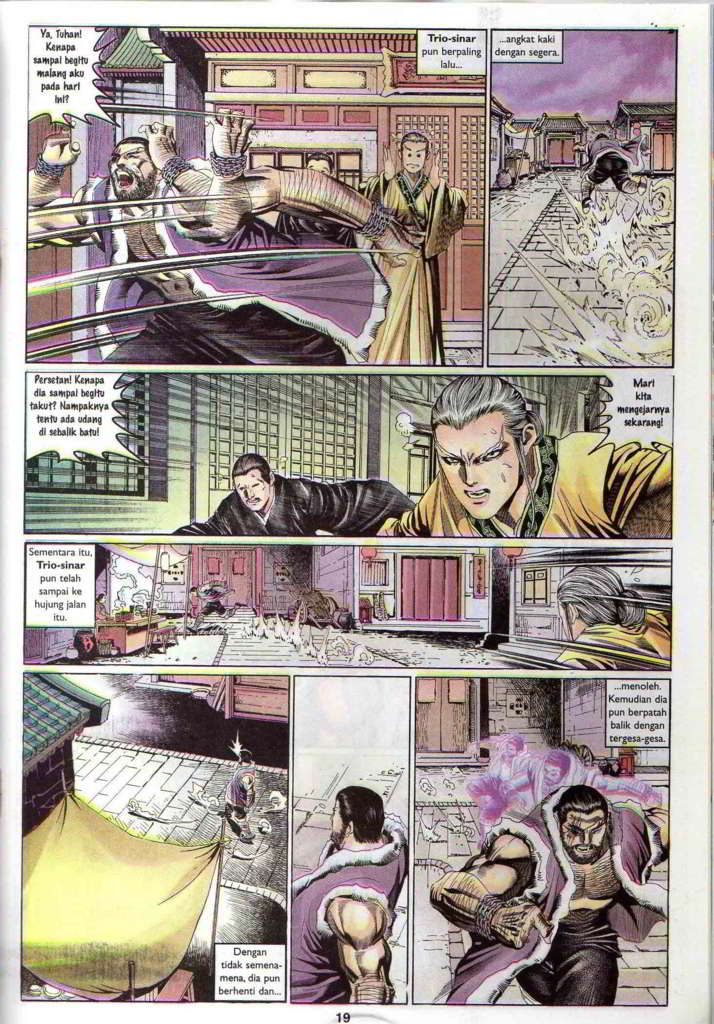 Ya, Tuhan!
Kenapa
sampai begitu
malang aku
pada hari
ini?
Trio-sinar
pun berpaling
lalu...
...angkat kaki
dengan segera.
Persetan! Kenapa
dia sampai begitu
takut? Nampaknya
tentu ada udang
di sebalik batu!
Mari
kita
mengejarnya
sekarang!
Sementara itu,
Trio-sinar
pun telah
sampai ke
hujung jalan
itu.
Dengan
tidak semena-
mena, dia pun
berhenti dan...
...menoleh.
Kemudian dia
pun berpatah
balik dengan
tergesa-gesa.
19